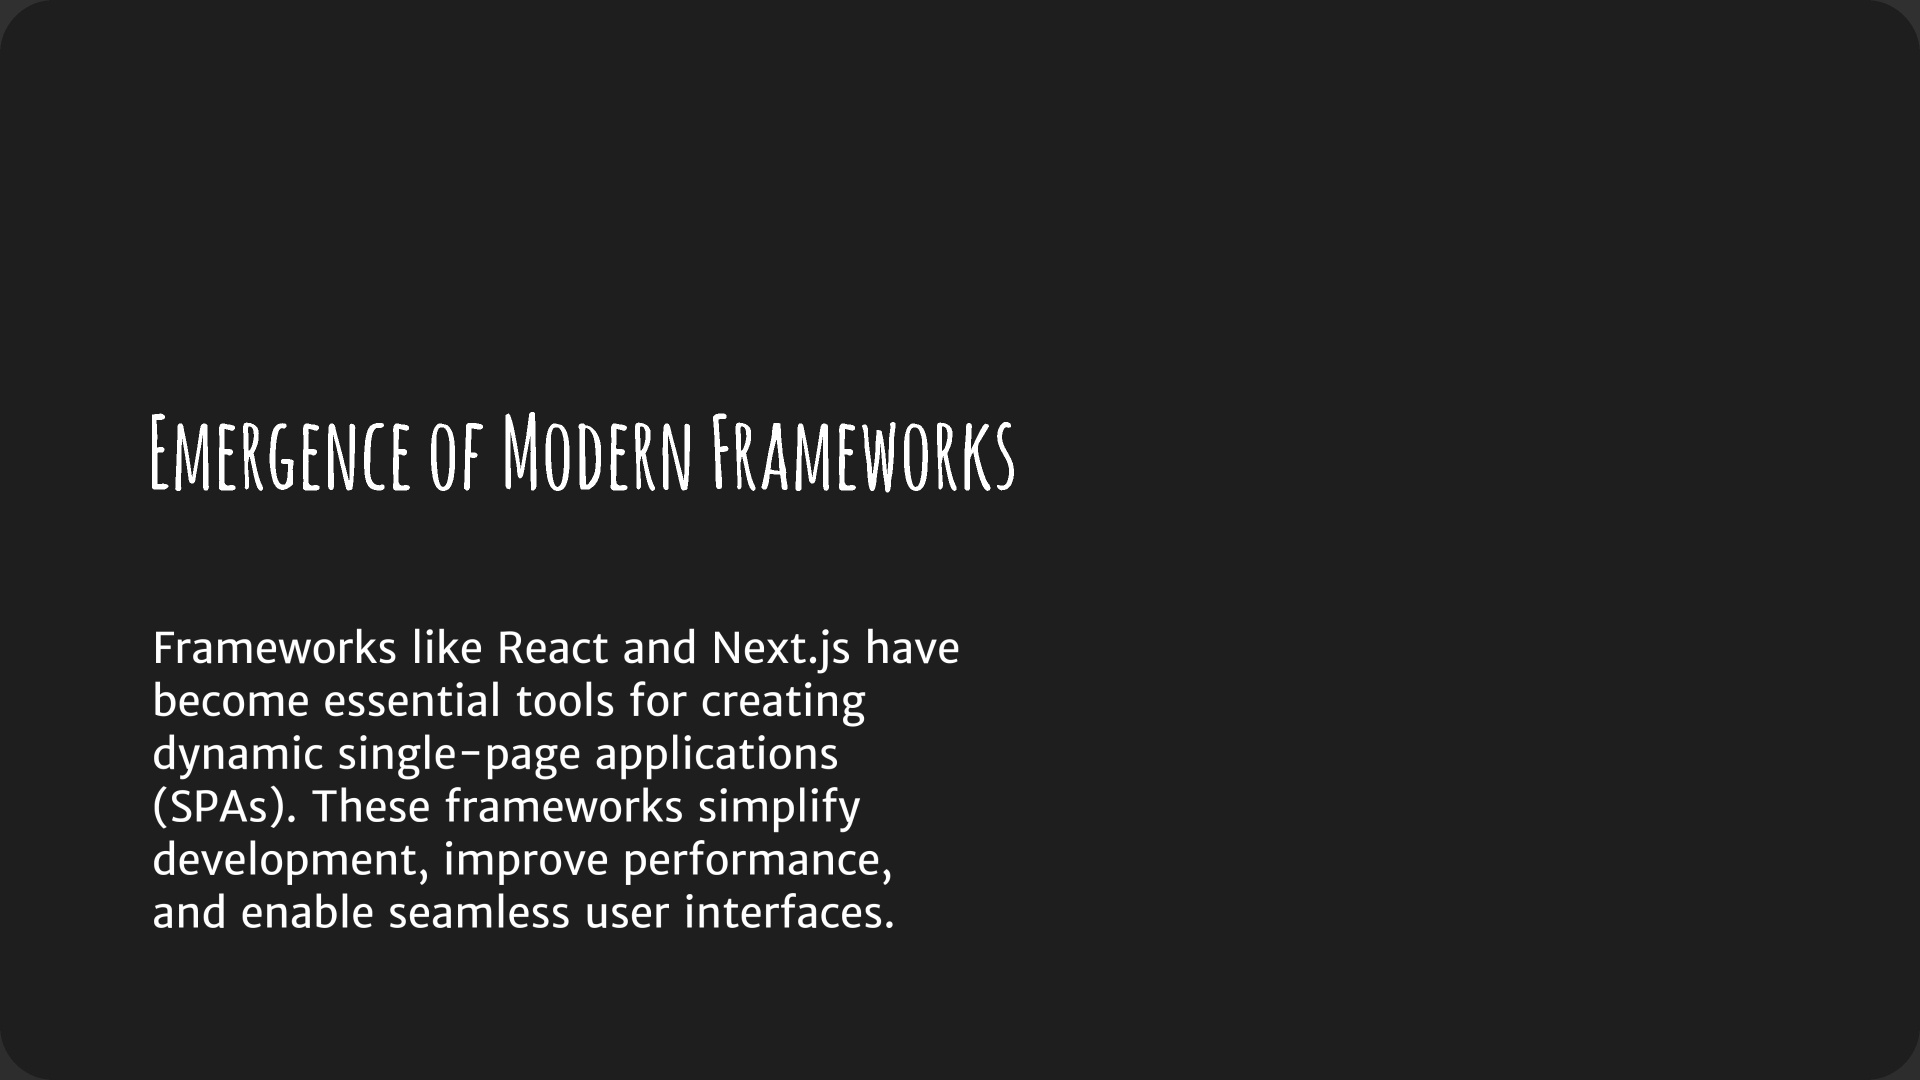 Emergence of Modern Frameworks
Frameworks like React and Next.js have
become essential tools for creating
dynamic single-page applications
(SPAs). These frameworks simplify
development, improve performance,
and enable seamless user interfaces.